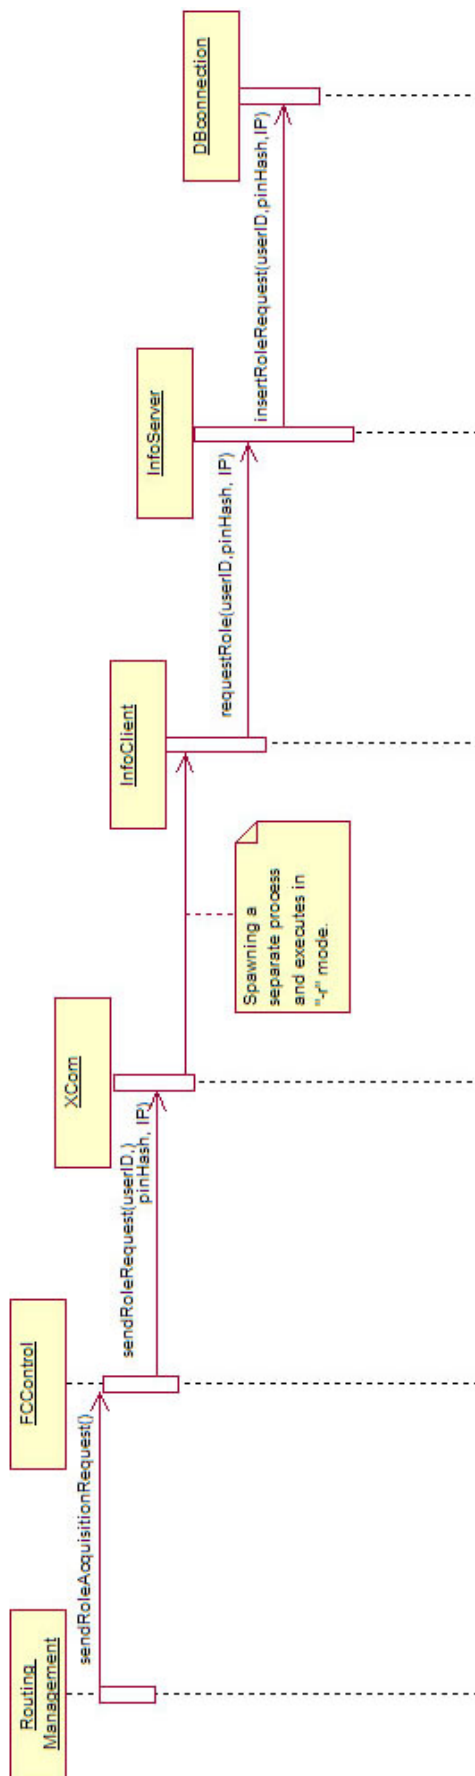 Routing
Management
sendRoleAcquisitionRequest()
FCControl
sendRoleRequest(userID,)
pinHash, IP)
XCom
Spawning a
separate process
and executes in
"-r" mode.
InfoClient
requestRole(userID,pinHash, IP)
InfoServer
insertRoleRequest(userID,pinHash,IP)
DBconnection